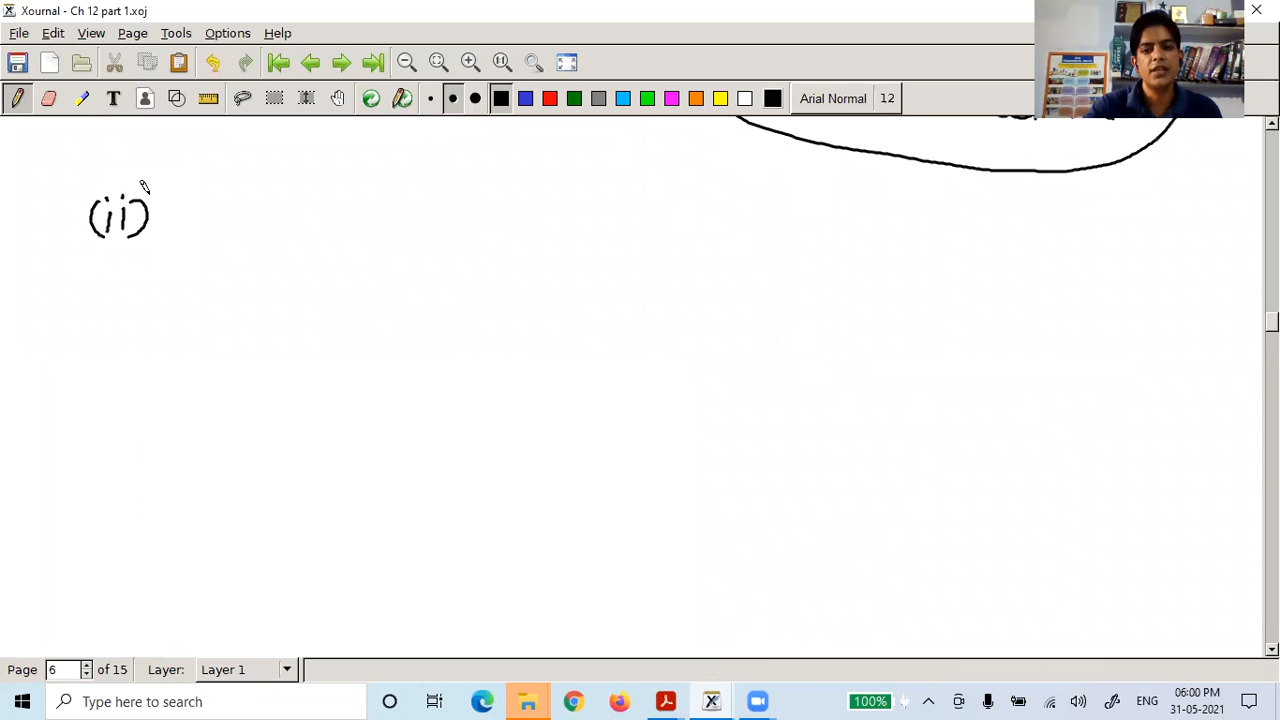 Xournal - Ch 12 part 1.xoj
File Edit View Page Tools Options Help
Arial Normal 12
(ii)
Page 6 of 15 Layer: Layer 1
Type here to search
100%
ENG
06:00 PM
31-05-2021